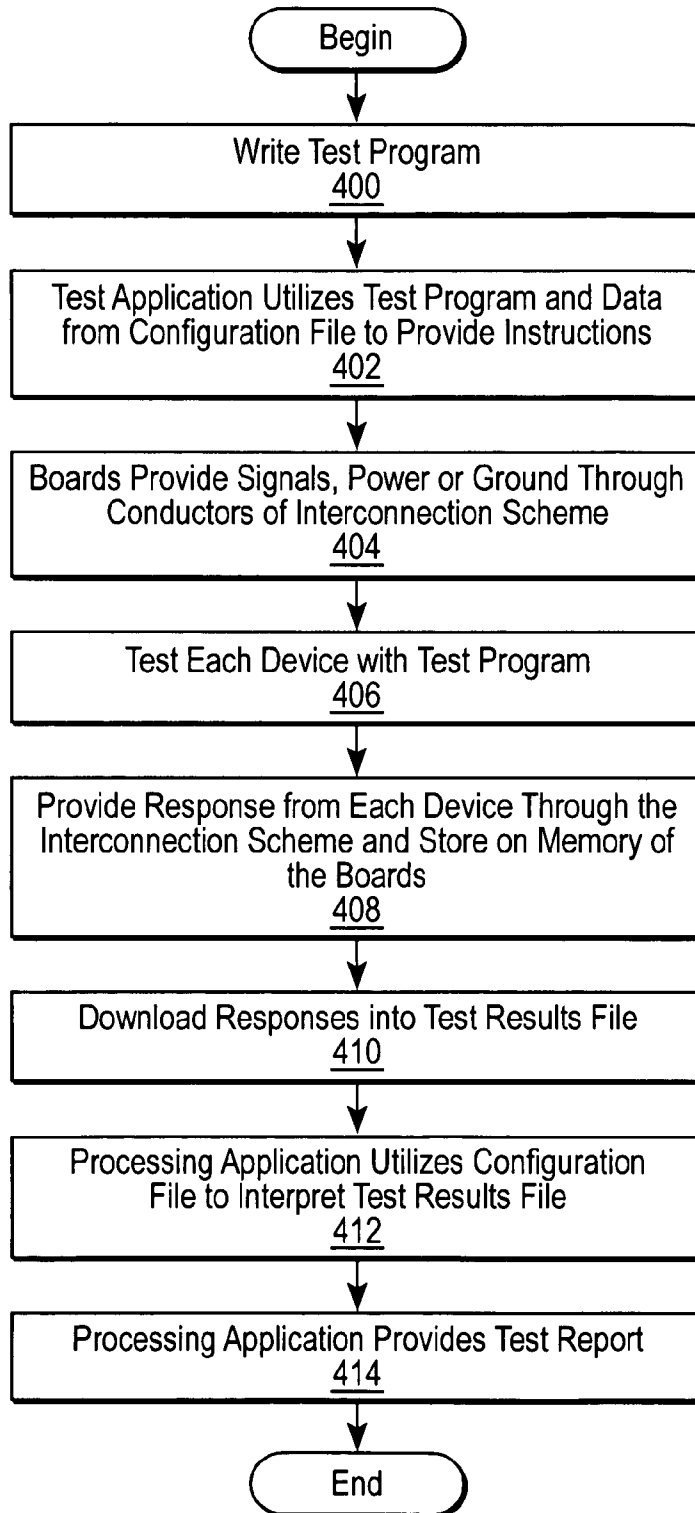 Begin
Write Test Program
400
Test Application Utilizes Test Program and Data
from Configuration File to Provide Instructions
402
Boards Provide Signals, Power or Ground Through
Conductors of Interconnection Scheme
404
Test Each Device with Test Program
406
Provide Response from Each Device Through the
Interconnection Scheme and Store on Memory of
the Boards
408
Download Responses into Test Results File
410
Processing Application Utilizes Configuration
File to Interpret Test Results File
412
Processing Application Provides Test Report
414
End